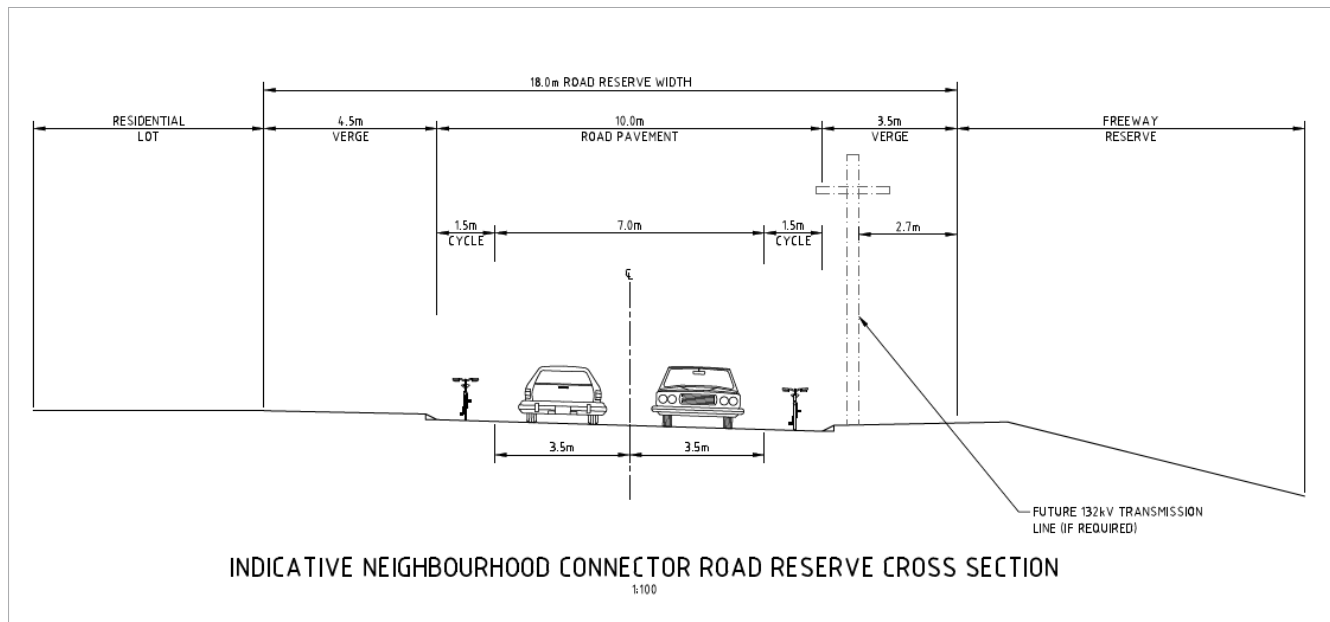 18.0m ROAD RESERVE WIDTH
RESIDENTIAL
LOT
4.5m
VERGE
10.0m
ROAD PAVEMENT
3.5m
VERGE
FREEWAY
RESERVE
1.5m
CYCLE
7.0m
1.5m
CYCLE
2.7m
℄
3.5m
3.5m
FUTURE 132kV TRANSMISSION
LINE (IF REQUIRED)
INDICATIVE NEIGHBOURHOOD CONNECTOR ROAD RESERVE CROSS SECTION
1:100